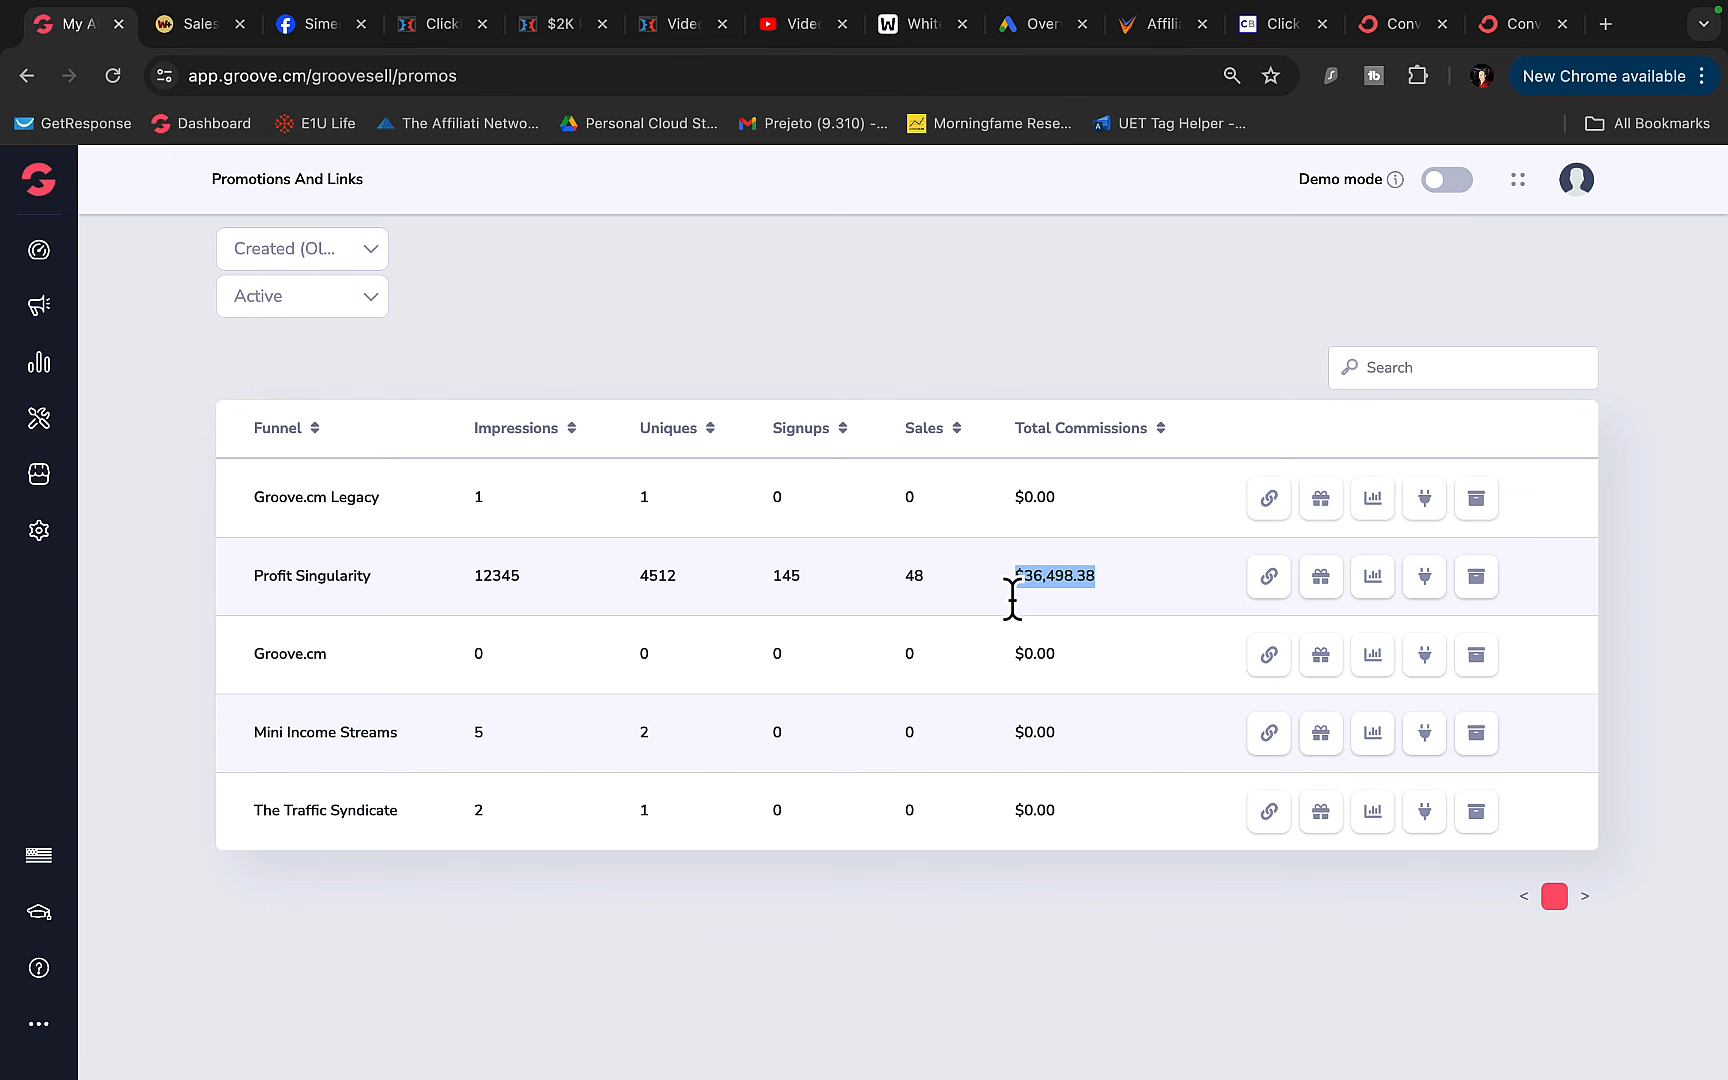 My A
Sales
Sime
Click
$2K
Vide
Vide
Whit
Over
Affili
Click
Conv
Conv
app.groove.cm/groovesell/promos
New Chrome available
GetResponse
Dashboard
E1U Life
The Affiliati Netwo...
Personal Cloud St...
Prejeto (9.310) -...
Morningfame Rese...
UET Tag Helper -...
All Bookmarks
Promotions And Links
Demo mode
Created (Ol...
Active
Search
Funnel Impressions Uniques Signups Sales Total Commissions
Groove.cm Legacy 1 1 0 0 $0.00
Profit Singularity 12345 4512 145 48 $36,498.38
Groove.cm 0 0 0 0 $0.00
Mini Income Streams 5 2 0 0 $0.00
The Traffic Syndicate 2 1 0 0 $0.00
< >